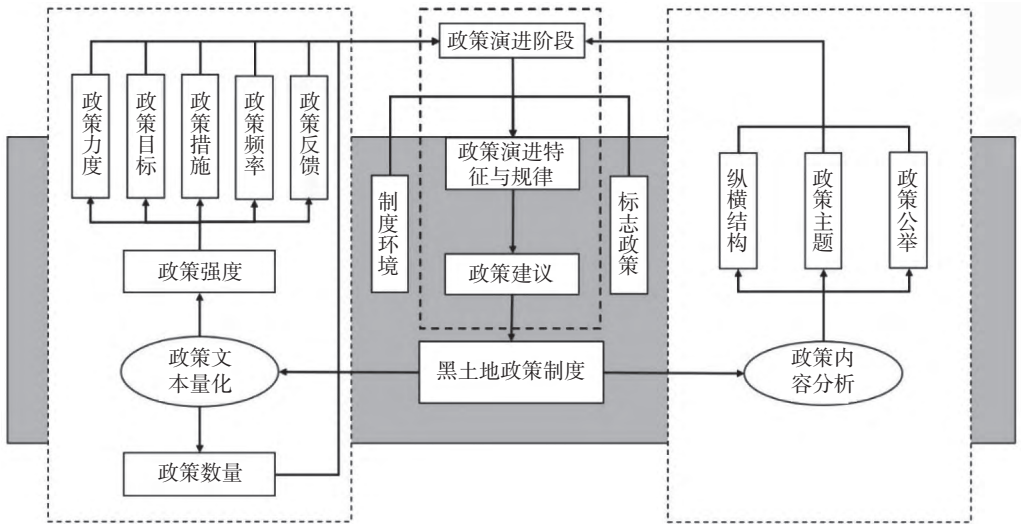 政策演进阶段
政策力度
政策目标
政策措施
政策频率
政策反馈
政策演进特
征与规律
制度环境
标志政策
纵横结构
政策主题
政策公举
政策强度
政策建议
政策文
本量化
黑土地政策制度
政策内
容分析
政策数量